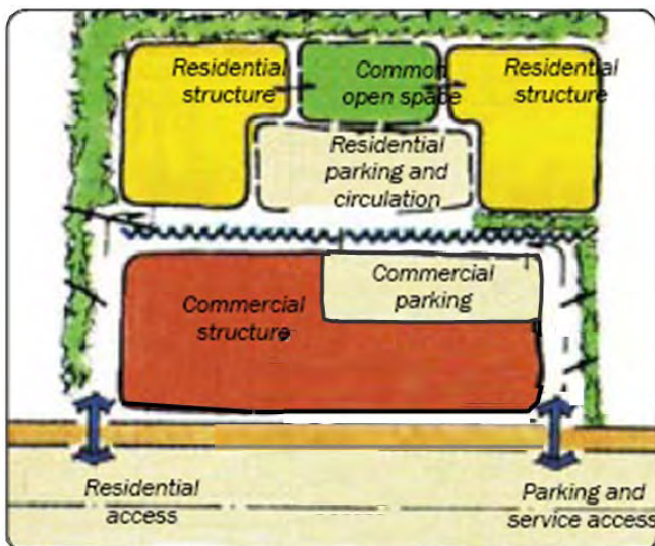 Residential
structure
Common
open space
Residential
structure
Residential
parking and
circulation
Commercial
parking
Commercial
structure
Residential
access
Parking and
service access